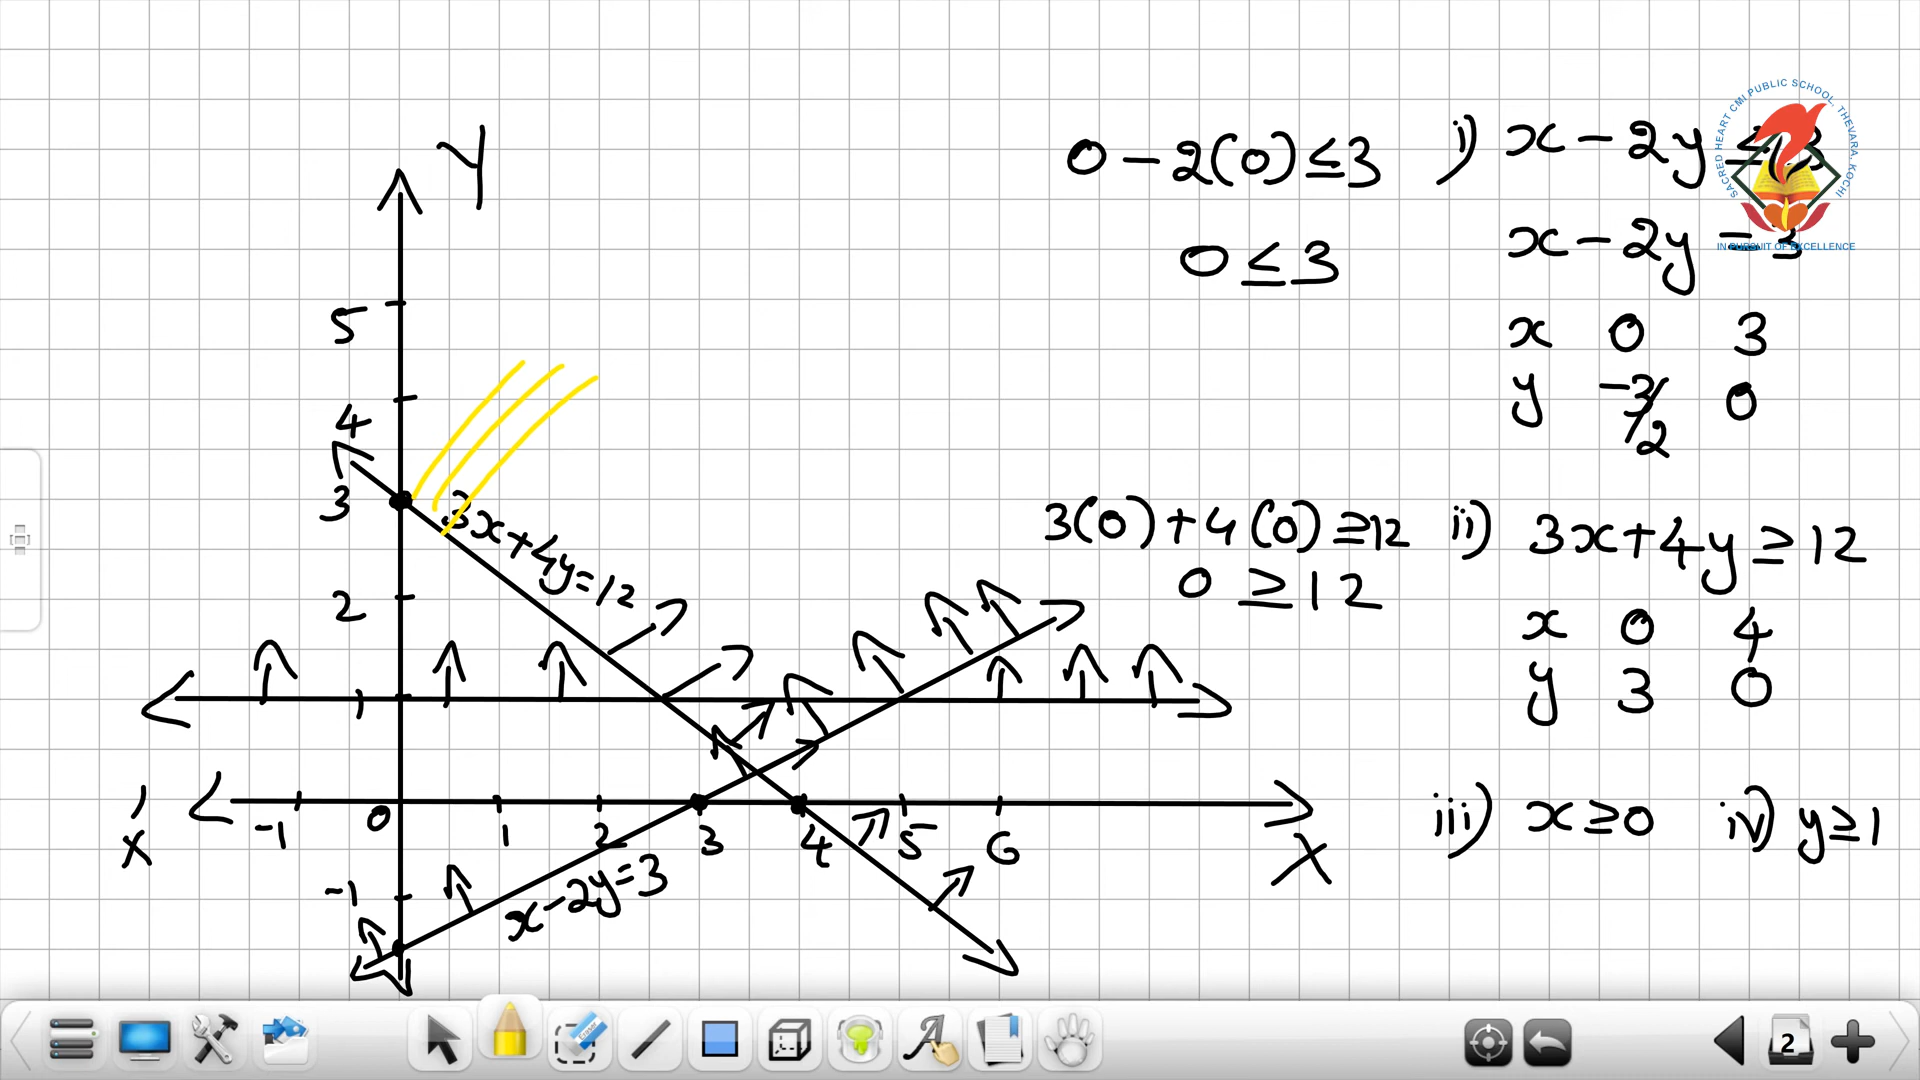 Y
5
4
3
2
1
-1
0
1
2
3
4
5
6
-1
X
X
3x+4y=12
x-2y=3
0-2(0)≤3
0≤3
i) x-2y≤3
x-2y=3
x 0 3
y -3/2 0
3(0)+4(0)≥12
0≥12
ii) 3x+4y≥12
x 0 4
y 3 0
iii) x≥0 iv) y≥1
SACRED HEART CMI PUBLIC SCHOOL, THEVARA, KOCHI
IN PURSUIT OF EXCELLENCE
Eraser
A
2